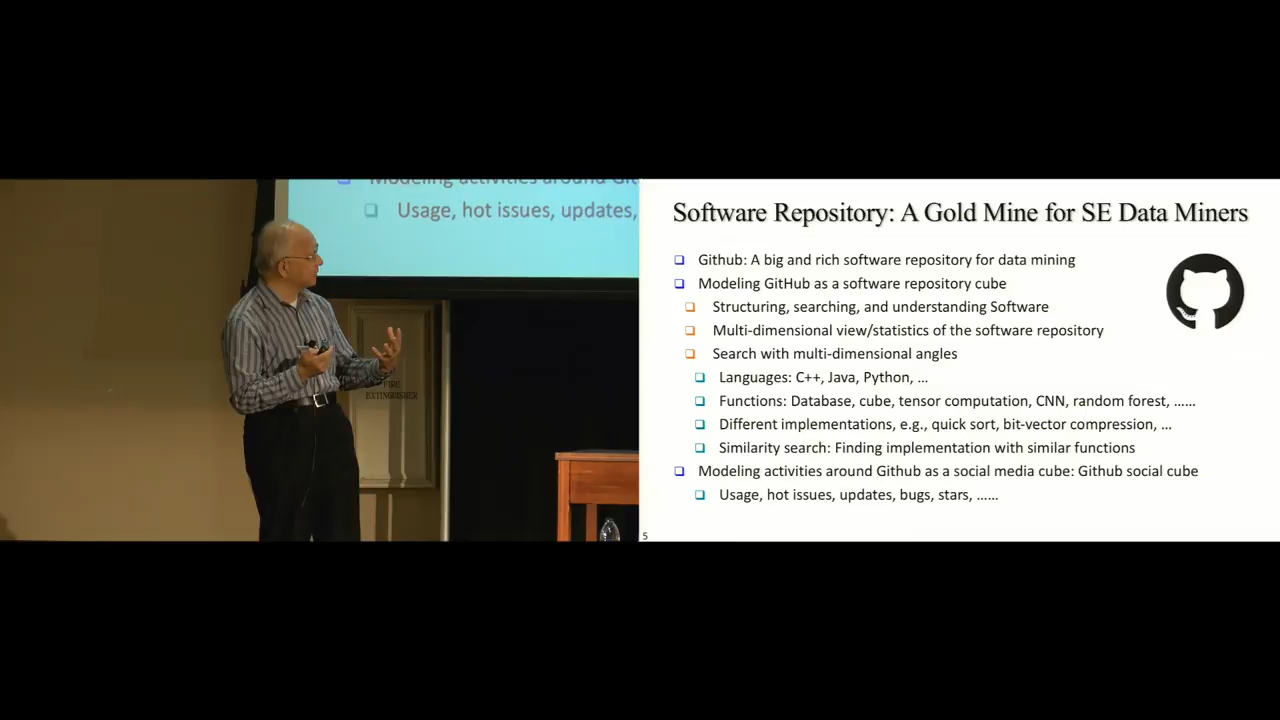 Modeling activities around Git
Usage, hot issues, updates,
FIRE
EXTINGUISHER
Software Repository: A Gold Mine for SE Data Miners
Github: A big and rich software repository for data mining
Modeling GitHub as a software repository cube
Structuring, searching, and understanding Software
Multi-dimensional view/statistics of the software repository
Search with multi-dimensional angles
Languages: C++, Java, Python, ...
Functions: Database, cube, tensor computation, CNN, random forest, ......
Different implementations, e.g., quick sort, bit-vector compression, ...
Similarity search: Finding implementation with similar functions
Modeling activities around Github as a social media cube: Github social cube
Usage, hot issues, updates, bugs, stars, ......
5